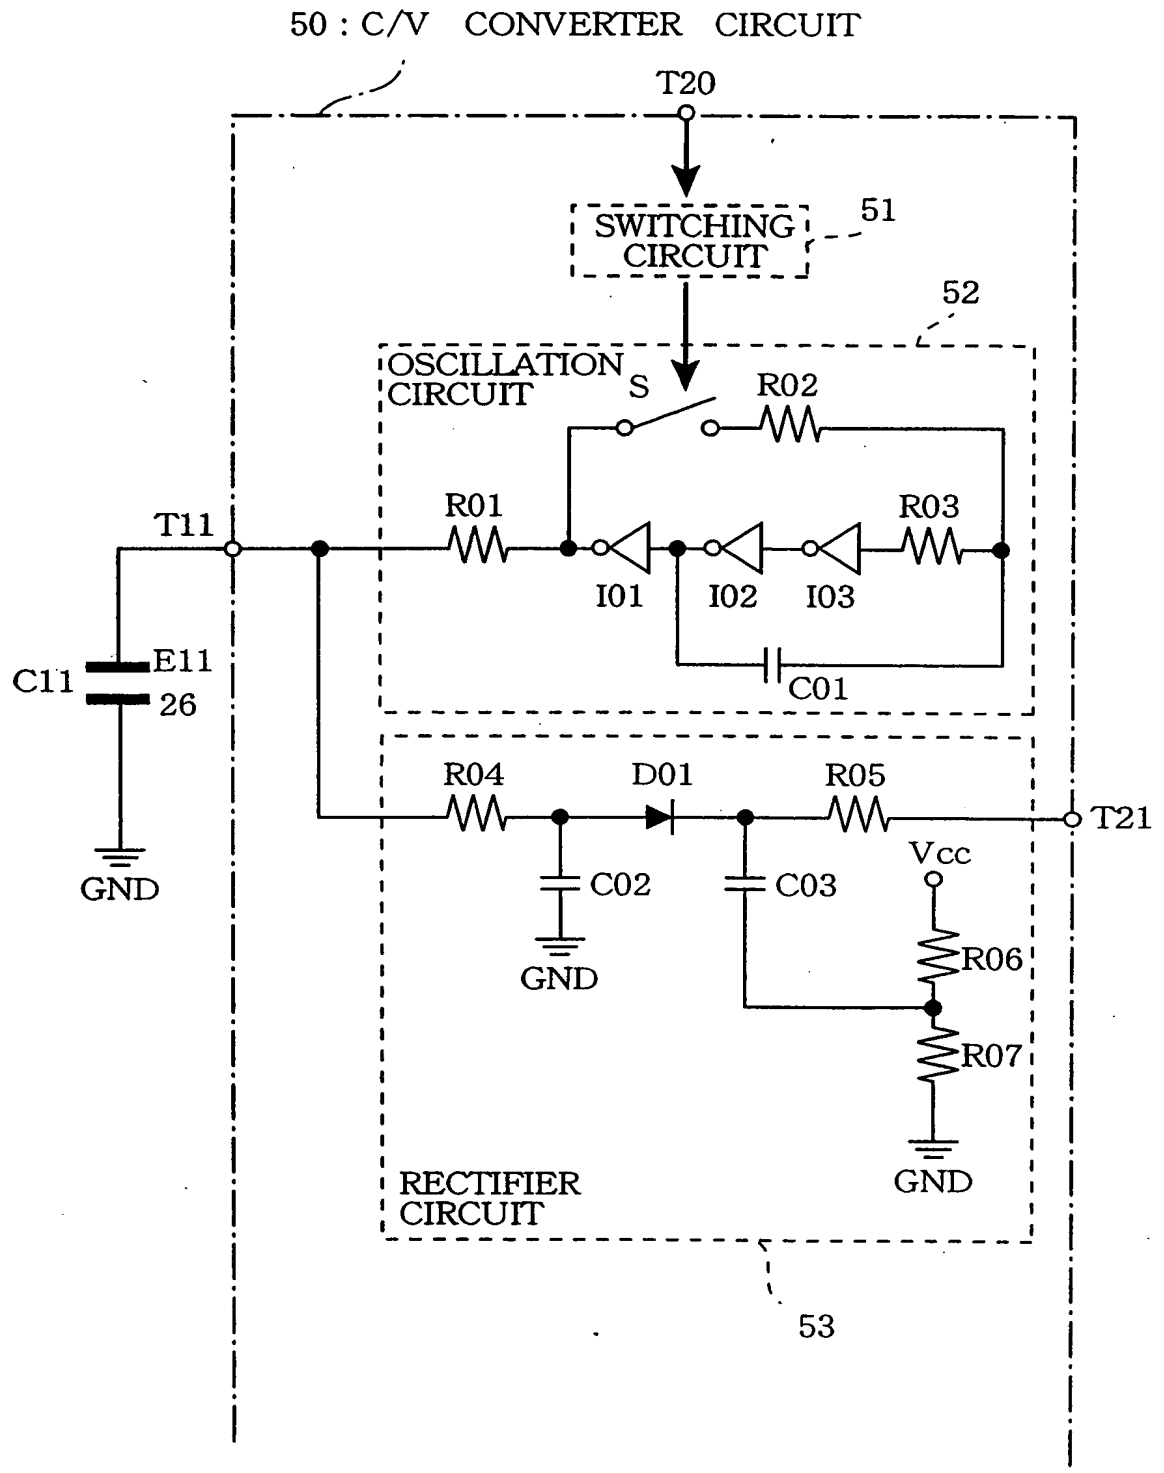 50 : C/V CONVERTER CIRCUIT
T20
51
SWITCHING
CIRCUIT
52
OSCILLATION
CIRCUIT
S
R02
R01
R03
T11
I01
I02
I03
C11
E11
26
C01
R04
D01
R05
T21
Vcc
GND
C02
C03
R06
GND
R07
GND
RECTIFIER
CIRCUIT
53